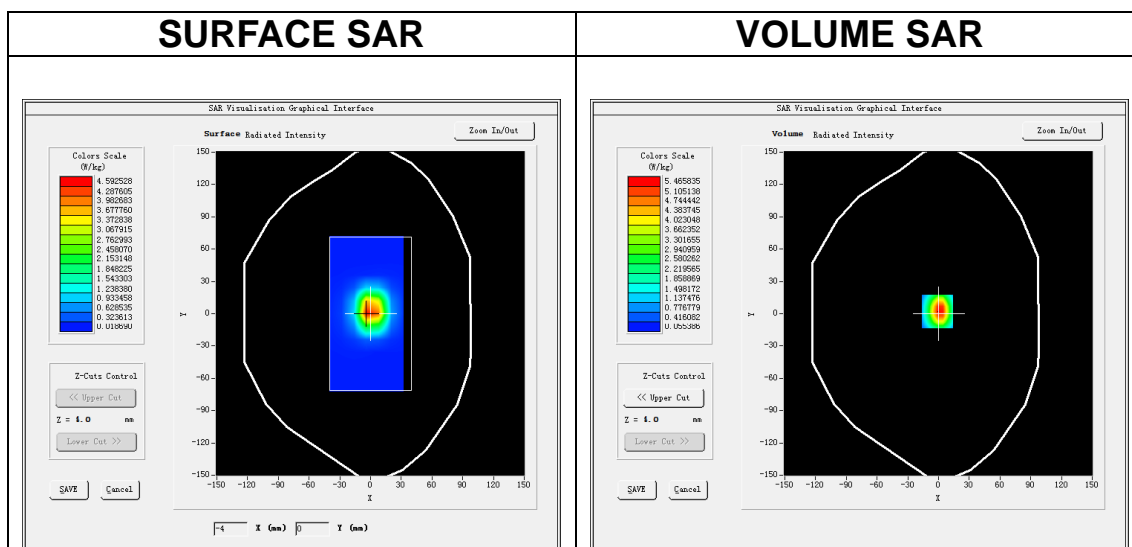 SURFACE SAR
VOLUME SAR
SAR Visualisation Graphical Interface
Surface Radiated Intensity
Zoom In/Out
Colors Scale
(W/kg)
4.592528
4.287605
3.982683
3.677760
3.372838
3.067915
2.762993
2.458070
2.153148
1.848225
1.543303
1.238380
0.933458
0.628535
0.323613
0.018690
150
120
90
60
30
0
-30
-60
-90
-120
-150
Y
-150 -120 -90 -60 -30 0 30 60 90 120 150
X
Z-Cuts Control
<< Upper Cut
Z = 4.0 mm
Lower Cut >>
SAVE Cancel
-4 X (mm) 0 Y (mm)
SAR Visualisation Graphical Interface
Volume Radiated Intensity
Zoom In/Out
Colors Scale
(W/kg)
5.465835
5.105138
4.744442
4.383745
4.023048
3.662352
3.301655
2.940959
2.580262
2.219565
1.858869
1.498172
1.137476
0.776779
0.416082
0.055386
150
120
90
60
30
0
-30
-60
-90
-120
-150
Y
-150 -120 -90 -60 -30 0 30 60 90 120 150
X
Z-Cuts Control
<< Upper Cut
Z = 4.0 mm
Lower Cut >>
SAVE Cancel